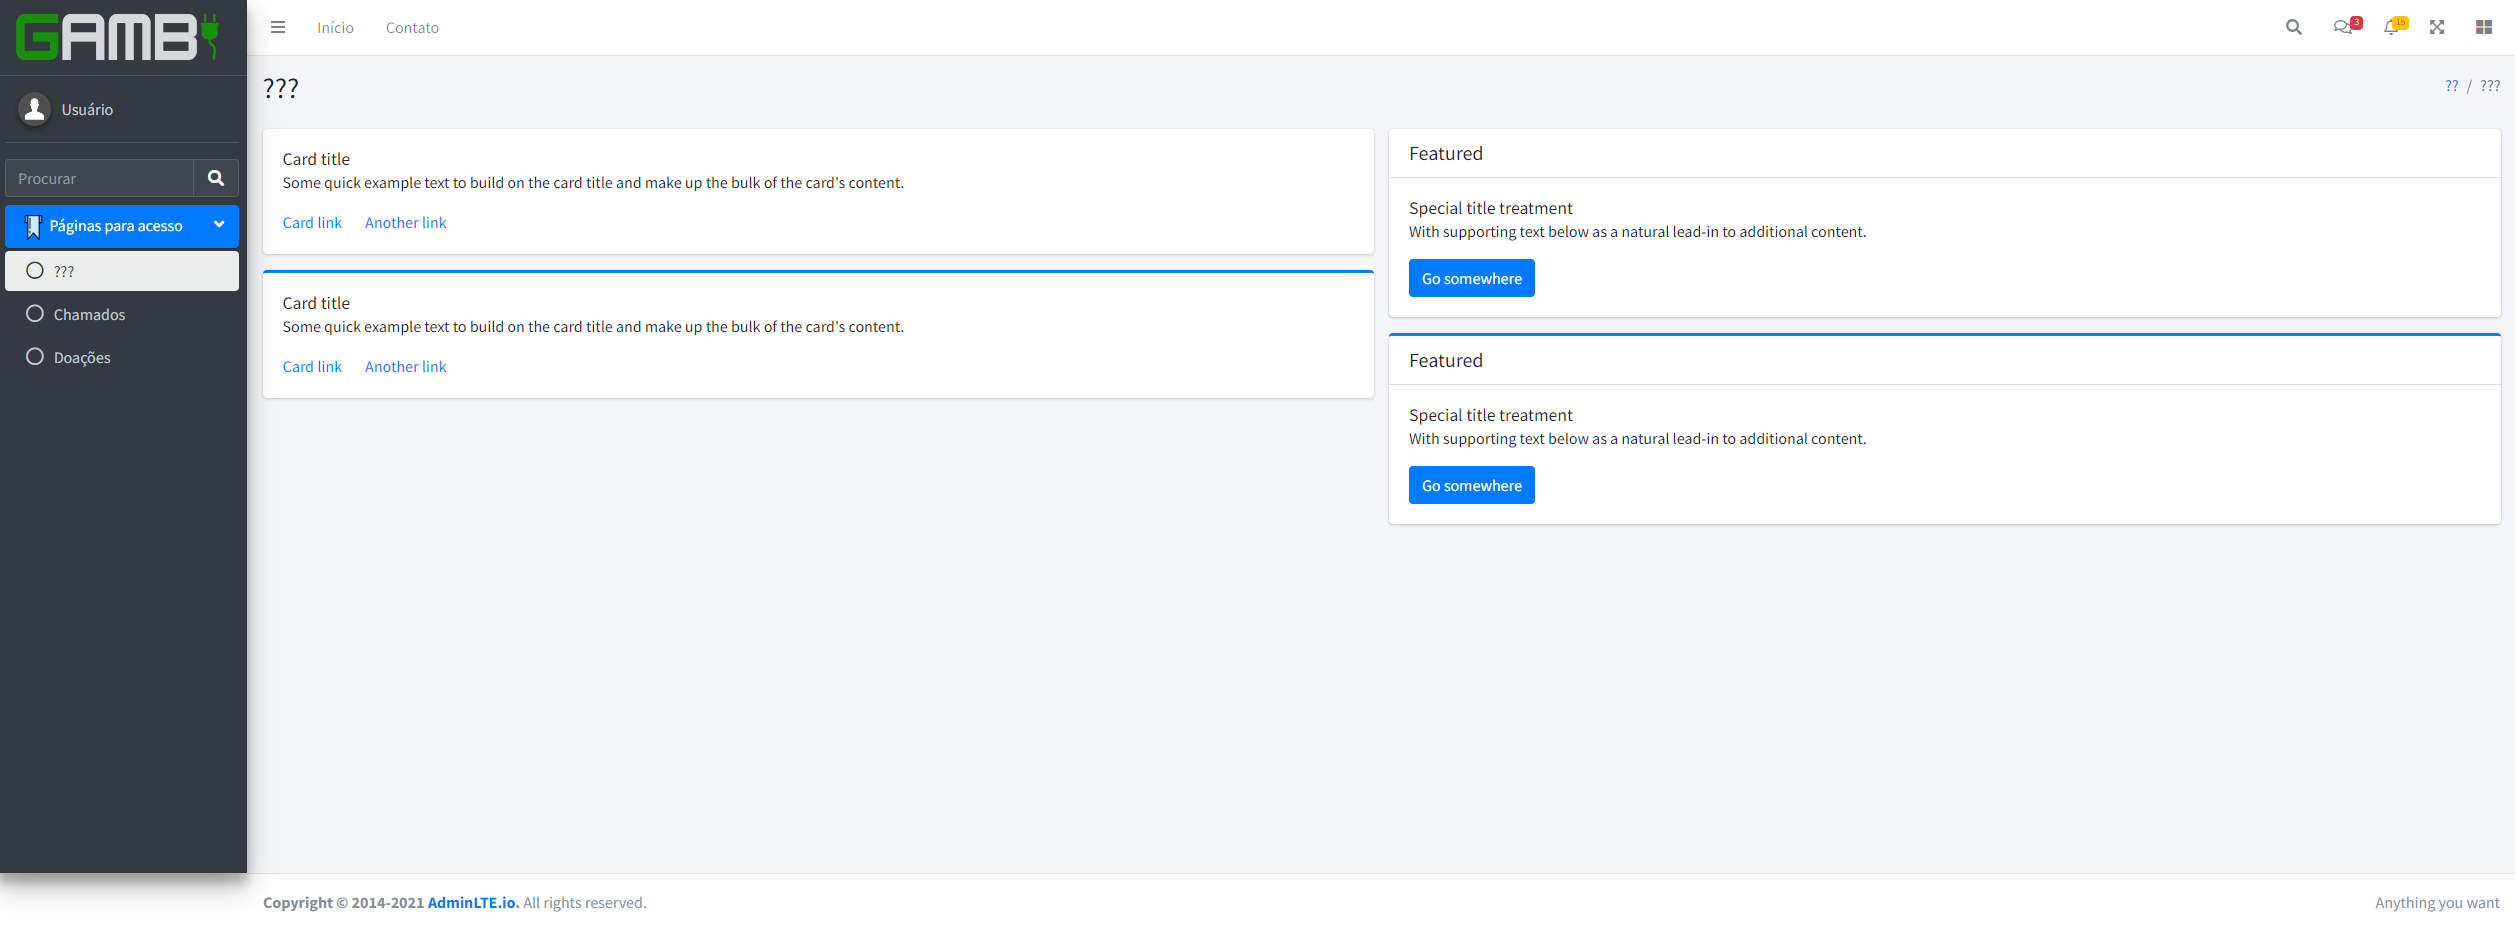 GAMB
Início
Contato
3
15
Usuário
Procurar
Páginas para acesso
???
Chamados
Doações
???
?? / ???
Card title
Some quick example text to build on the card title and make up the bulk of the card's content.
Card link
Another link
Card title
Some quick example text to build on the card title and make up the bulk of the card's content.
Card link
Another link
Featured
Special title treatment
With supporting text below as a natural lead-in to additional content.
Go somewhere
Featured
Special title treatment
With supporting text below as a natural lead-in to additional content.
Go somewhere
Copyright © 2014-2021 AdminLTE.io. All rights reserved.
Anything you want